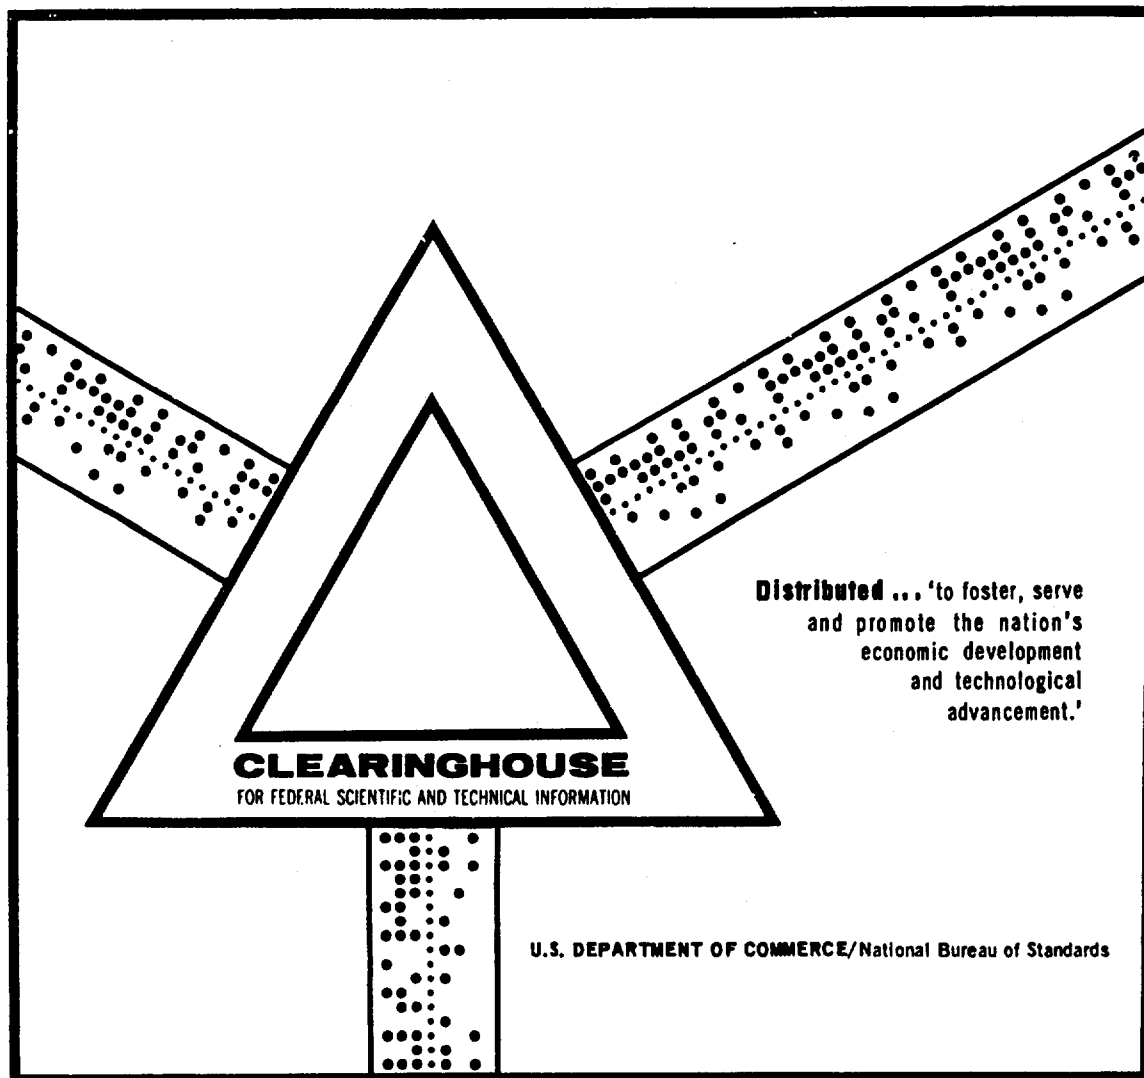 Distributed ... 'to foster, serve
and promote the nation's
economic development
and technological
advancement.'
CLEARINGHOUSE
FOR FEDERAL SCIENTIFIC AND TECHNICAL INFORMATION
U.S. DEPARTMENT OF COMMERCE/National Bureau of Standards